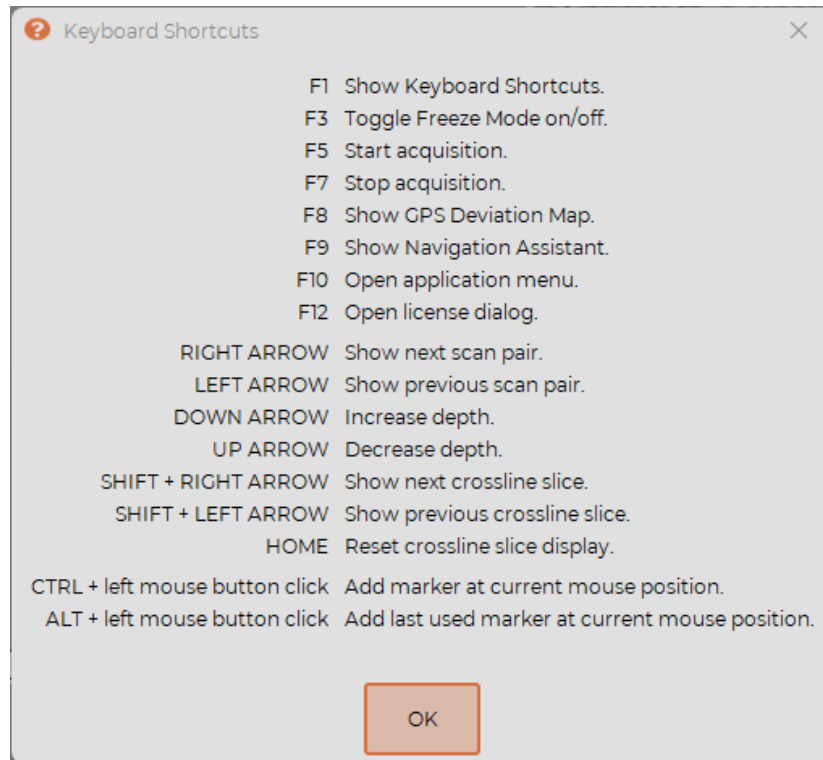 Keyboard Shortcuts
F1 Show Keyboard Shortcuts.
F3 Toggle Freeze Mode on/off.
F5 Start acquisition.
F7 Stop acquisition.
F8 Show GPS Deviation Map.
F9 Show Navigation Assistant.
F10 Open application menu.
F12 Open license dialog.
RIGHT ARROW Show next scan pair.
LEFT ARROW Show previous scan pair.
DOWN ARROW Increase depth.
UP ARROW Decrease depth.
SHIFT + RIGHT ARROW Show next crossline slice.
SHIFT + LEFT ARROW Show previous crossline slice.
HOME Reset crossline slice display.
CTRL + left mouse button click Add marker at current mouse position.
ALT + left mouse button click Add last used marker at current mouse position.
OK